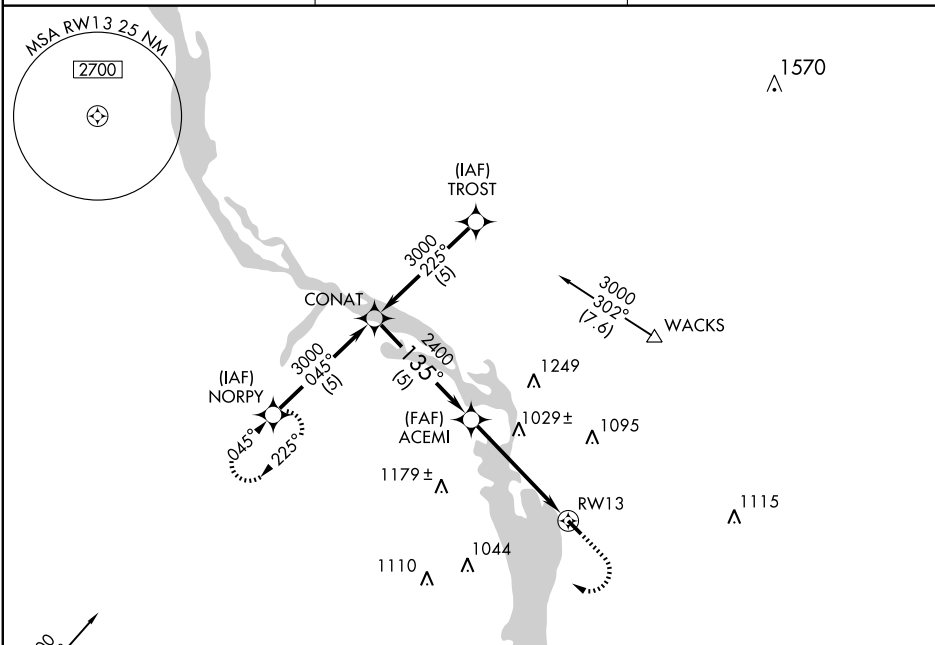 MSA RW13 25 NM
2700
1570
(IAF)
TROST
3000
225°
(5)
CONAT
3000
302°
(7.6)
WACKS
3000
045°
(5)
2400
135°
(5)
(IAF)
NORPY
045°
225°
(FAF)
ACEMI
1249
1029 ±
1095
1179 ±
RW13
1115
1110
1044